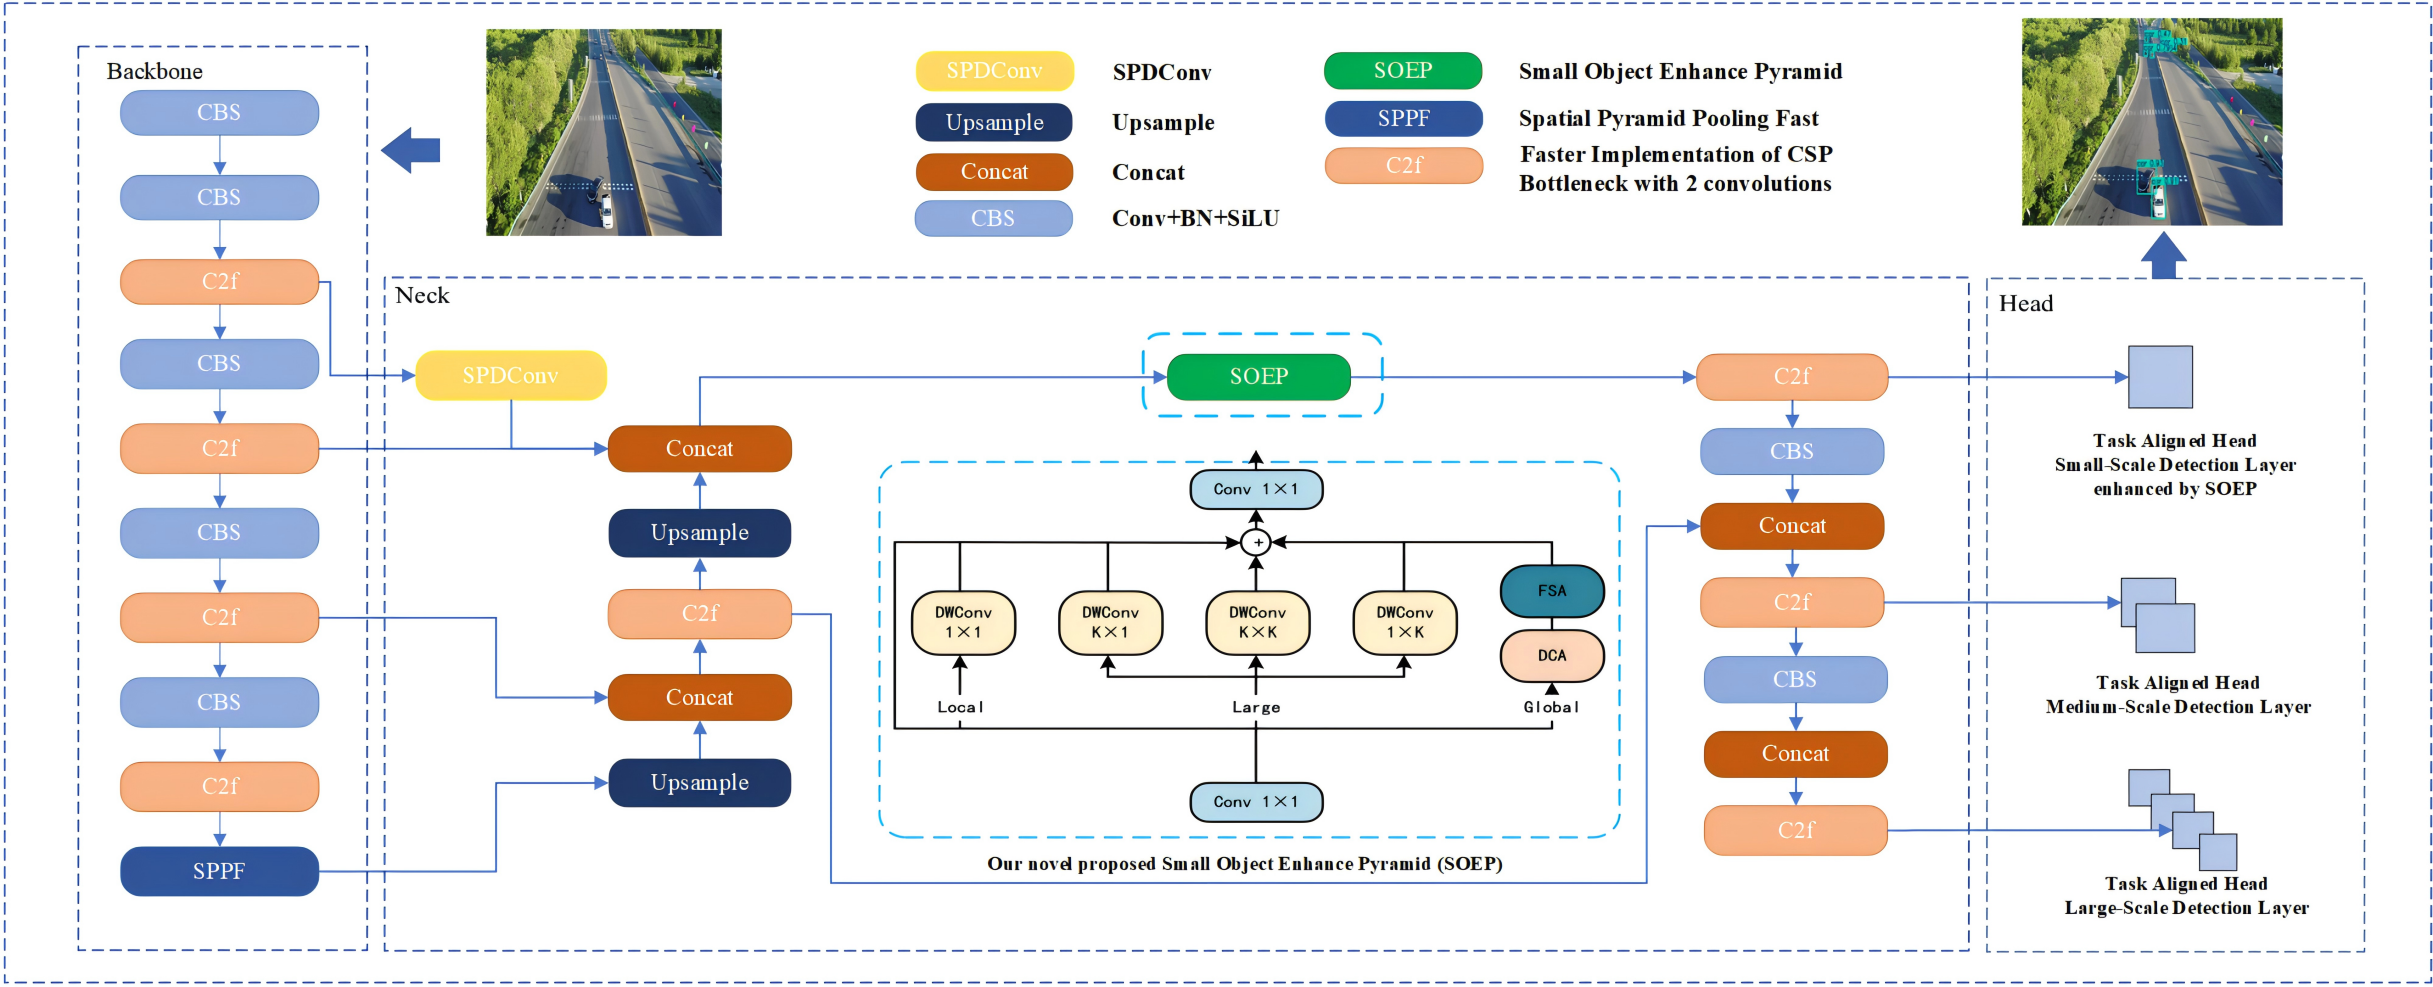 Backbone
CBS
CBS
C2f
CBS
C2f
CBS
C2f
CBS
C2f
SPPF
SPDConv
SPDConv
Upsample
Upsample
Concat
Concat
CBS
Conv+BN+SiLU
SOEP
Small Object Enhance Pyramid
SPPF
Spatial Pyramid Pooling Fast
C2f
Faster Implementation of CSP
Bottleneck with 2 convolutions
Neck
SPDConv
Concat
Upsample
C2f
Concat
Upsample
SOEP
Conv 1×1
+
DWConv
1×1
DWConv
K×1
DWConv
K×K
DWConv
1×K
FSA
DCA
Local
Large
Global
Conv 1×1
Our novel proposed Small Object Enhance Pyramid (SOEP)
C2f
CBS
Concat
C2f
CBS
Concat
C2f
Head
Task Aligned Head
Small-Scale Detection Layer
enhanced by SOEP
Task Aligned Head
Medium-Scale Detection Layer
Task Aligned Head
Large-Scale Detection Layer